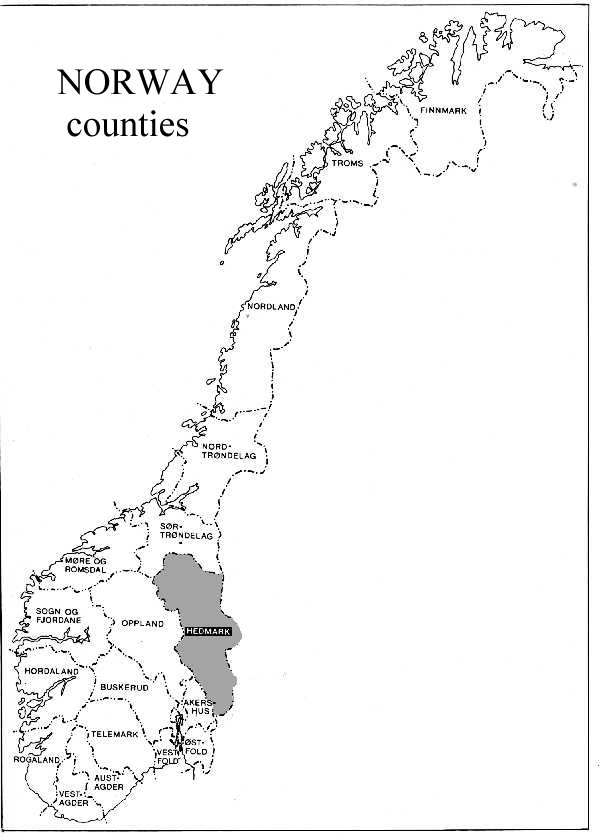 NORWAY
counties
FINNMARK
TROMS
NORDLAND
NORD-
TRØNDELAG
SØR-
TRØNDELAG
MØRE OG
ROMSDAL
SOGN OG
FJORDANE
OPPLAND
HEDMARK
HORDALAND
BUSKERUD
AKERS-
HUS
TELEMARK
ØST-
FOLD
VEST
FOLD
ROGALAND
AUST-
AGDER
VEST-
AGDER